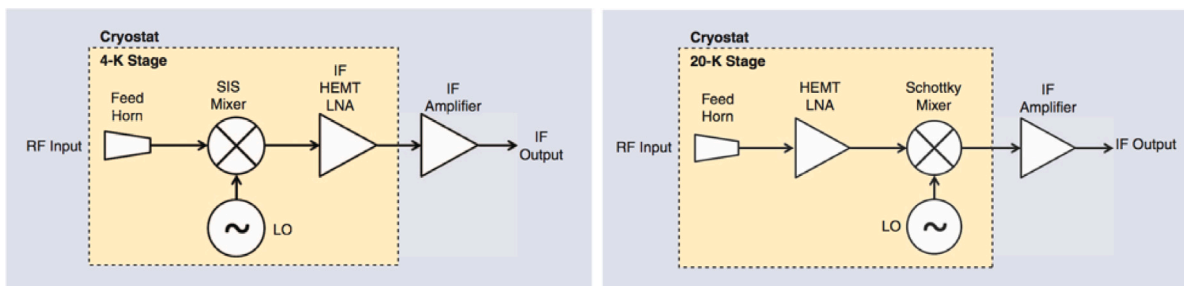 Cryostat
4-K Stage
Feed
Horn
SIS
Mixer
IF
HEMT
LNA
IF
Amplifier
RF Input
IF
Output
LO
Cryostat
20-K Stage
Feed
Horn
HEMT
LNA
Schottky
Mixer
IF
Amplifier
RF Input
IF Output
LO